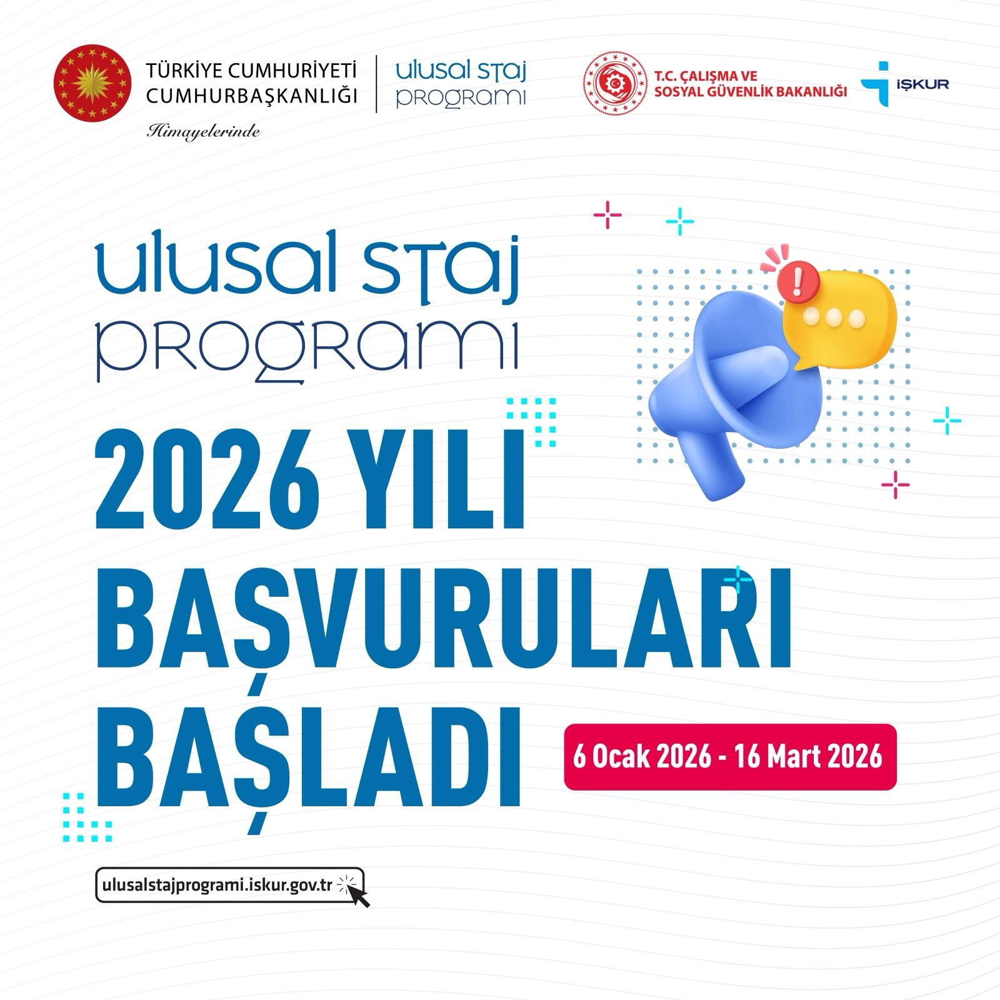 TÜRKİYE CUMHURİYETİ
CUMHURBAŞKANLIĞI
Himayelerinde
ulusal staj
programı
T.C. ÇALIŞMA VE
SOSYAL GÜVENLİK BAKANLIĞI
İŞKUR
ulusal staj
programı
2026 YILI
BAŞVURULARI
BAŞLADI
6 Ocak 2026 - 16 Mart 2026
ulusalstajprogrami.iskur.gov.tr